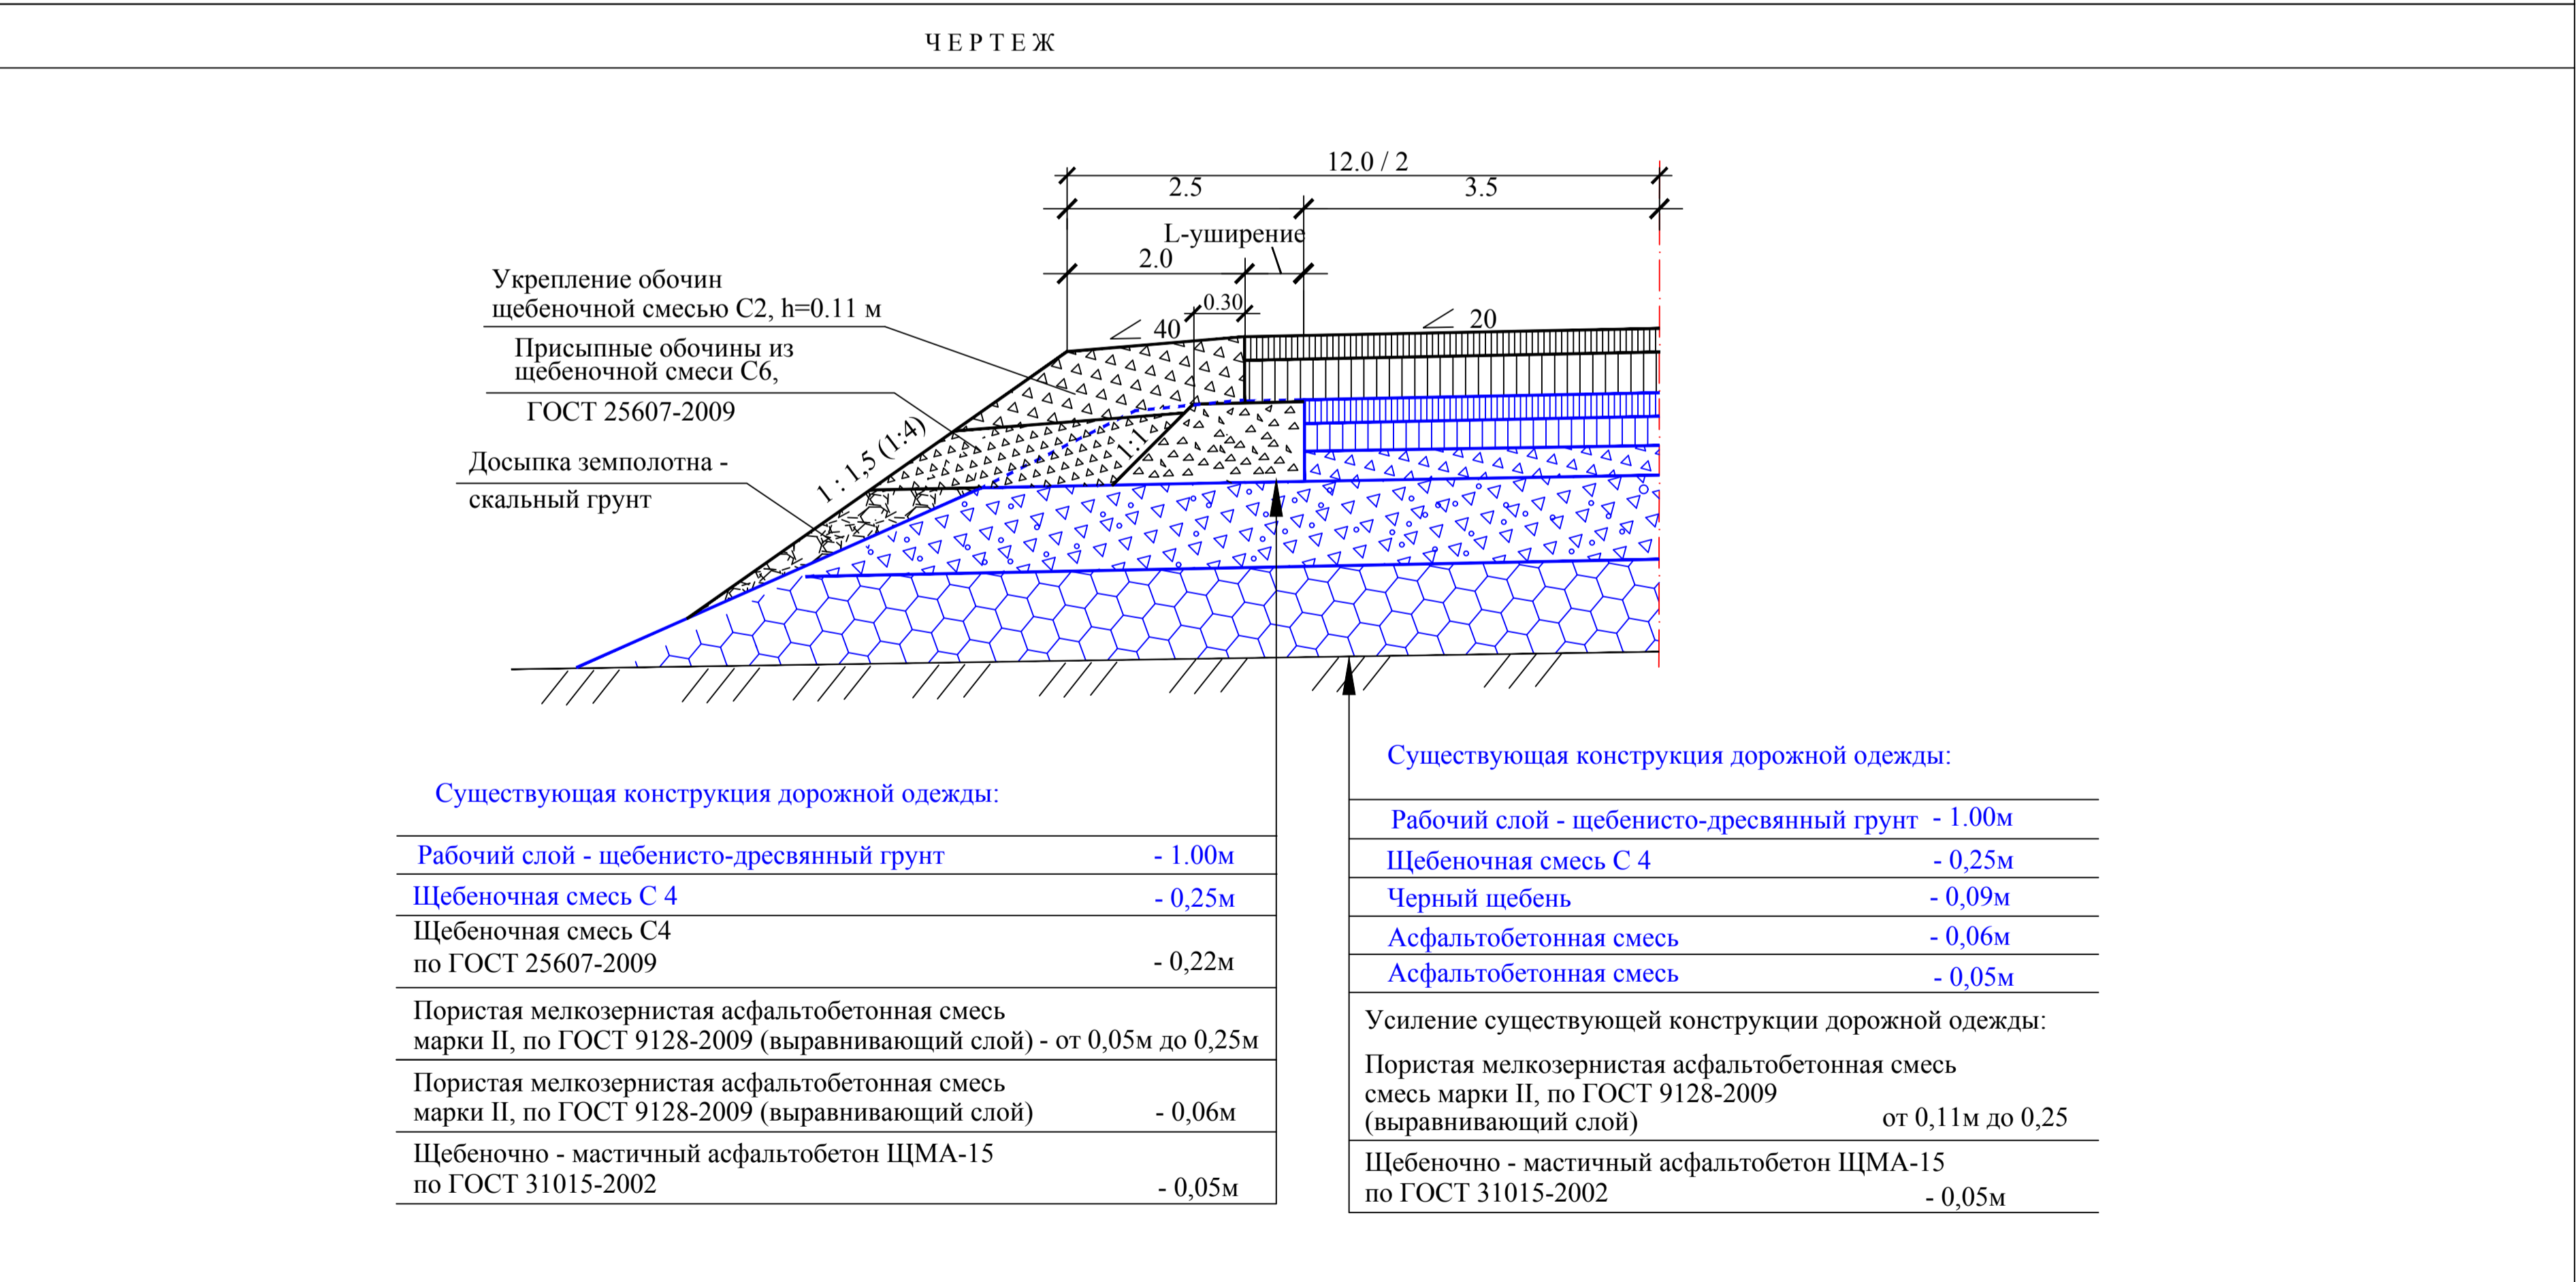 ЧЕРТЕЖ
12.0 / 2
2.5
3.5
L-уширение
2.0
0.30
40
20
Укрепление обочин
щебеночной смесью С2, h=0.11 м
Присыпные обочины из
щебеночной смеси С6,
ГОСТ 25607-2009
1 : 1,5 (1:4)
1:1
Досыпка земполотна -
скальный грунт
Существующая конструкция дорожной одежды:
Рабочий слой - щебенисто-дресвянный грунт - 1.00м
Щебеночная смесь С 4 - 0,25м
Щебеночная смесь С4
по ГОСТ 25607-2009 - 0,22м
Пористая мелкозернистая асфальтобетонная смесь
марки II, по ГОСТ 9128-2009 (выравнивающий слой) - от 0,05м до 0,25м
Пористая мелкозернистая асфальтобетонная смесь
марки II, по ГОСТ 9128-2009 (выравнивающий слой) - 0,06м
Щебеночно - мастичный асфальтобетон ЩМА-15
по ГОСТ 31015-2002 - 0,05м
Существующая конструкция дорожной одежды:
Рабочий слой - щебенисто-дресвянный грунт - 1.00м
Щебеночная смесь С 4 - 0,25м
Черный щебень - 0,09м
Асфальтобетонная смесь - 0,06м
Асфальтобетонная смесь - 0,05м
Усиление существующей конструкции дорожной одежды:
Пористая мелкозернистая асфальтобетонная смесь
смесь марки II, по ГОСТ 9128-2009
(выравнивающий слой) от 0,11м до 0,25
Щебеночно - мастичный асфальтобетон ЩМА-15
по ГОСТ 31015-2002 - 0,05м